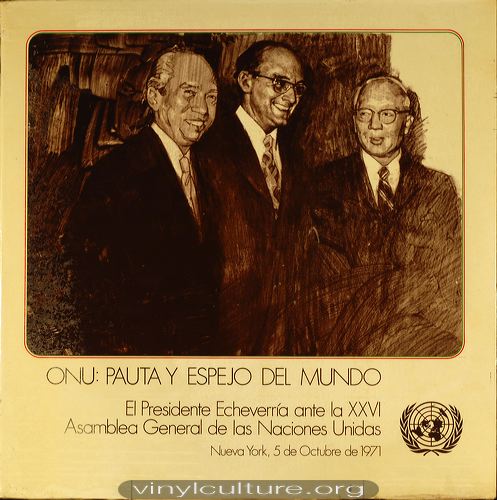 ONU: PAUTA Y ESPEJO DEL MUNDO
El Presidente Echeverría ante la XXVI
Asamblea General de las Naciones Unidas
Nueva York, 5 de Octubre de 1971
vinylculture.org